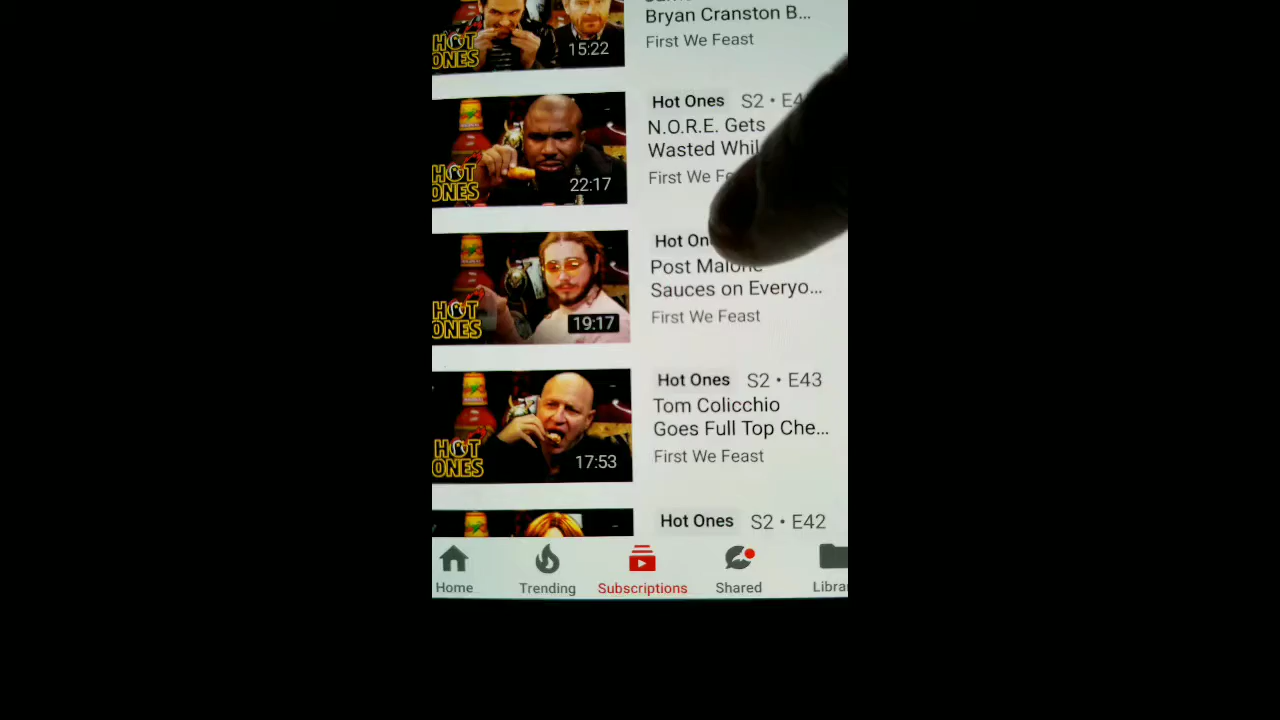 Bryan Cranston B...
First We Feast
HOT
ONES
15:22
Hot Ones S2 • E4
N.O.R.E. Gets
Wasted Whil
First We Fe
HOT
ONES
22:17
Hot On
Post Malone
Sauces on Everyo...
First We Feast
HOT
ONES
19:17
Hot Ones S2 • E43
Tom Colicchio
Goes Full Top Che...
First We Feast
HOT
ONES
17:53
Hot Ones S2 • E42
Home Trending Subscriptions Shared Librar